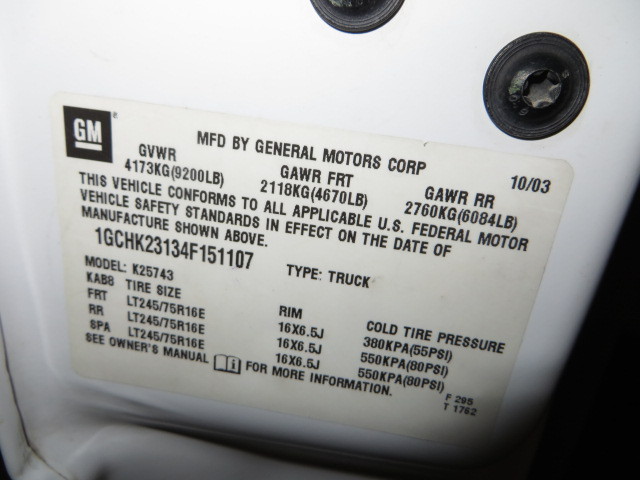 GM
MFD BY GENERAL MOTORS CORP 10/03
GVWR GAWR FRT GAWR RR
4173KG(9200LB) 2118KG(4670LB) 2760KG(6084LB)
THIS VEHICLE CONFORMS TO ALL APPLICABLE U.S. FEDERAL MOTOR
VEHICLE SAFETY STANDARDS IN EFFECT ON THE DATE OF
MANUFACTURE SHOWN ABOVE.
1GCHK23134F151107 TYPE: TRUCK
MODEL: K25743
KAB8 TIRE SIZE RIM COLD TIRE PRESSURE
FRT LT245/75R16E 16X6.5J 380KPA(55PSI)
RR LT245/75R16E 16X6.5J 550KPA(80PSI)
SPA LT245/75R16E 16X6.5J 550KPA(80PSI)
SEE OWNER'S MANUAL FOR MORE INFORMATION.
F 295
T 1762